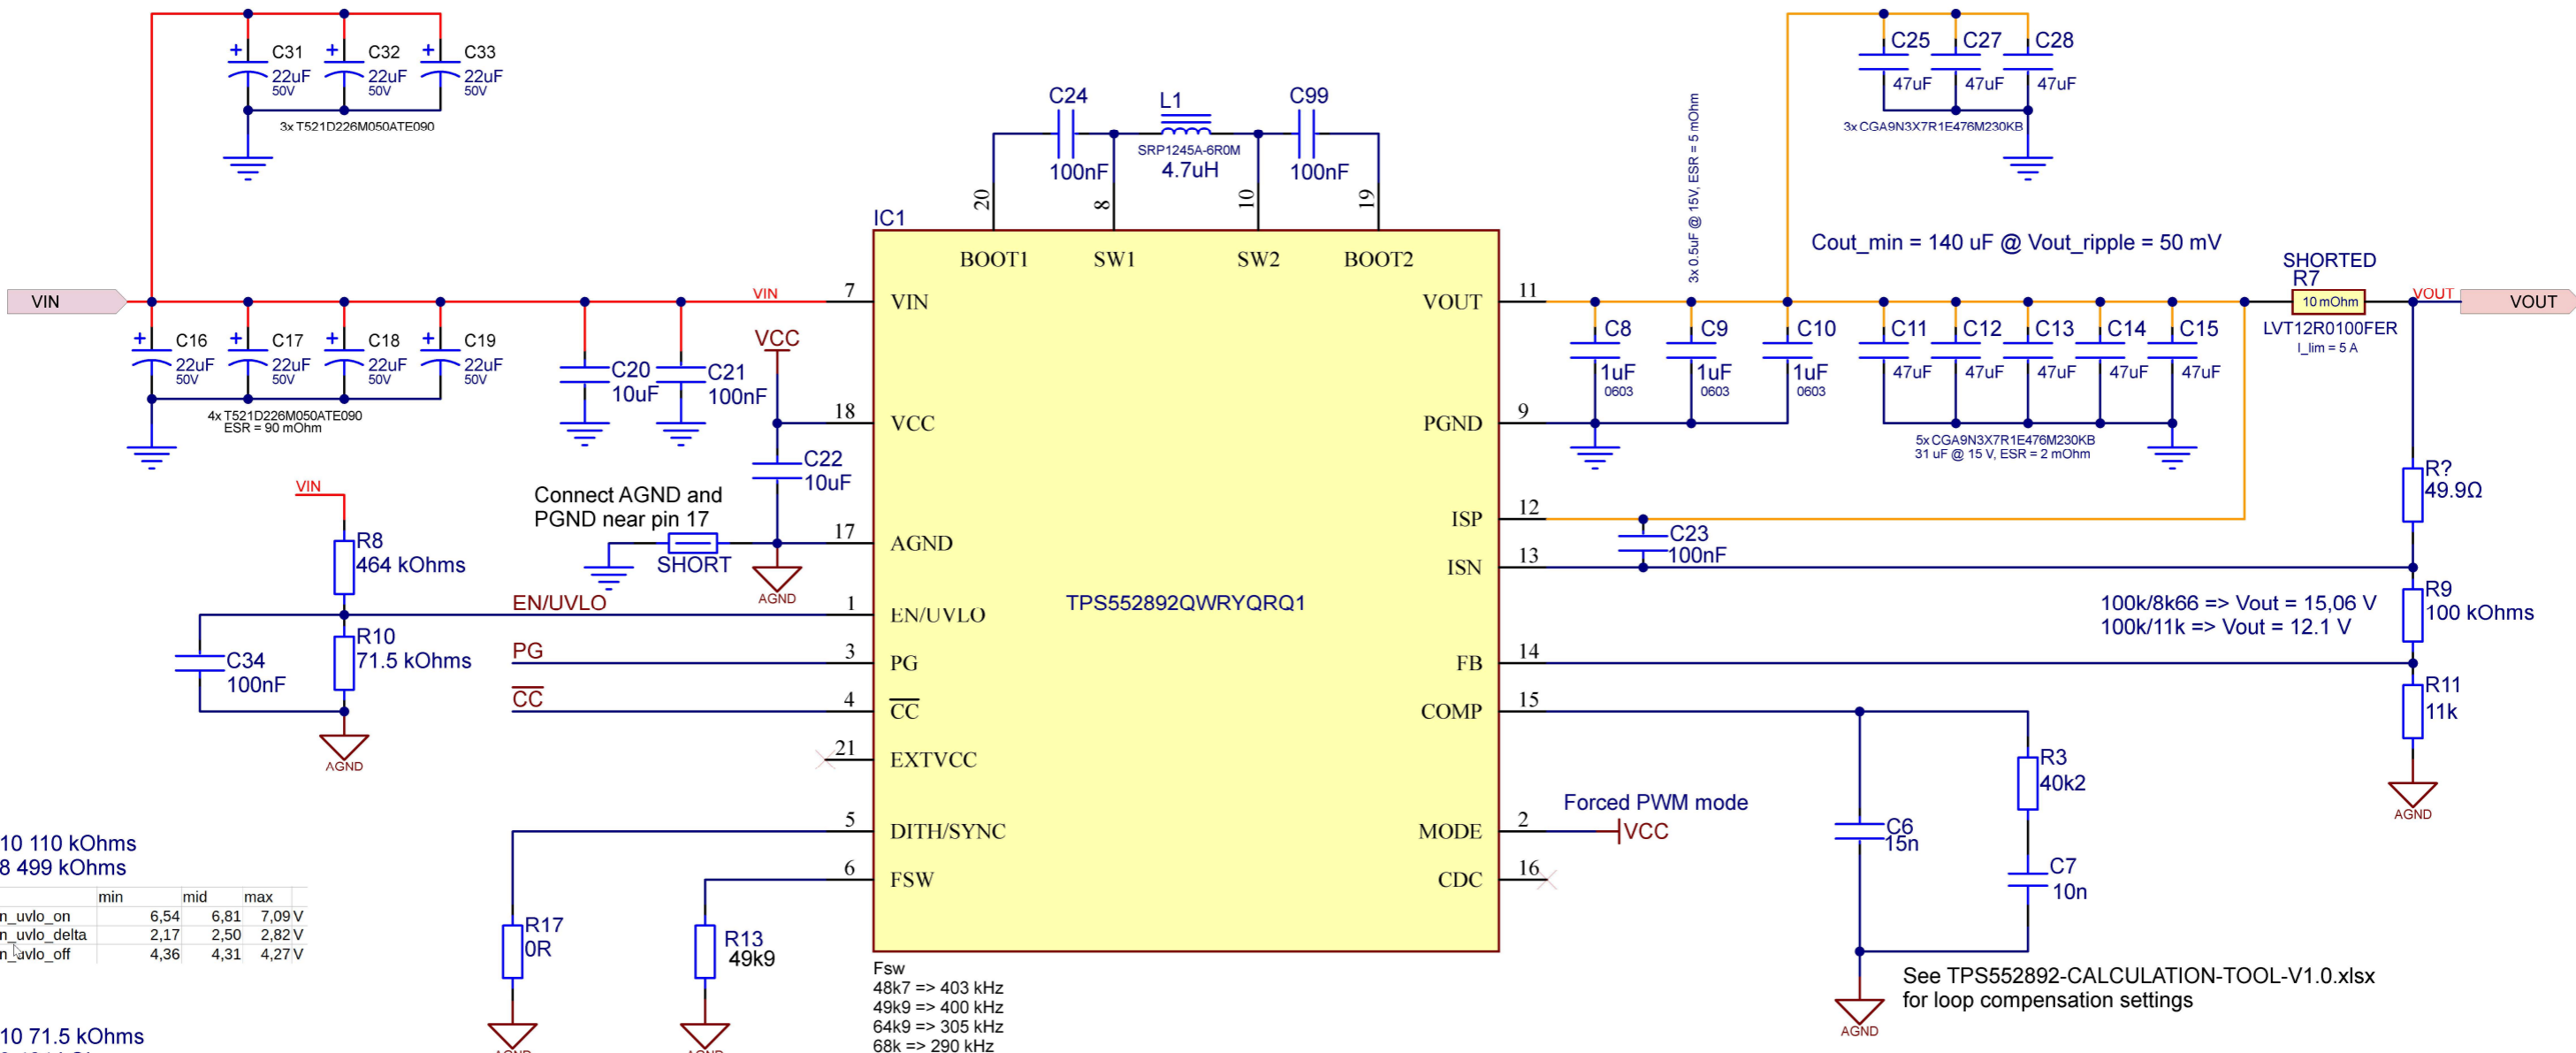 C31
22uF
50V
C32
22uF
50V
C33
22uF
50V
3x T521D226M050ATE090
C24
100nF
L1
SRP1245A-6R0M
4.7uH
C99
100nF
20
8
10
19
3x 0.5uF @ 15V, ESR = 5 mOhm
C25
47uF
C27
47uF
C28
47uF
3x CGA9N3X7R1E476M230KB
Cout_min = 140 uF @ Vout_ripple = 50 mV
SHORTED
R7
10 mOhm
LVT12R0100FER
I_lim = 5 A
VOUT
VOUT
VIN
VIN
C16
22uF
50V
C17
22uF
50V
C18
22uF
50V
C19
22uF
50V
4x T521D226M050ATE090
ESR = 90 mOhm
C20
10uF
C21
100nF
VCC
C22
10uF
Connect AGND and
PGND near pin 17
SHORT
AGND
IC1
BOOT1
SW1
SW2
BOOT2
7
VIN
18
VCC
17
AGND
EN/UVLO
1
EN/UVLO
PG
3
PG
CC
4
CC
21
EXTVCC
5
DITH/SYNC
6
FSW
TPS552892QWRYQRQ1
VOUT
11
PGND
9
ISP
12
ISN
13
FB
14
COMP
15
MODE
2
CDC
16
C8
1uF
0603
C9
1uF
0603
C10
1uF
0603
C11
47uF
C12
47uF
C13
47uF
C14
47uF
C15
47uF
5x CGA9N3X7R1E476M230KB
31 uF @ 15 V, ESR = 2 mOhm
C23
100nF
R?
49.9Ω
R9
100 kOhms
100k/8k66 => Vout = 15,06 V
100k/11k => Vout = 12.1 V
R11
11k
AGND
VIN
R8
464 kOhms
R10
71.5 kOhms
C34
100nF
AGND
Forced PWM mode
VCC
R3
40k2
C6
15n
C7
10n
AGND
See TPS552892-CALCULATION-TOOL-V1.0.xlsx
for loop compensation settings
10 110 kOhms
8 499 kOhms
min mid max
n_uvlo_on 6,54 6,81 7,09 V
n_uvlo_delta 2,17 2,50 2,82 V
n_uvlo_off 4,36 4,31 4,27 V
10 71.5 kOhms
R17
0R
AGND
R13
49k9
AGND
Fsw
48k7 => 403 kHz
49k9 => 400 kHz
64k9 => 305 kHz
68k => 290 kHz